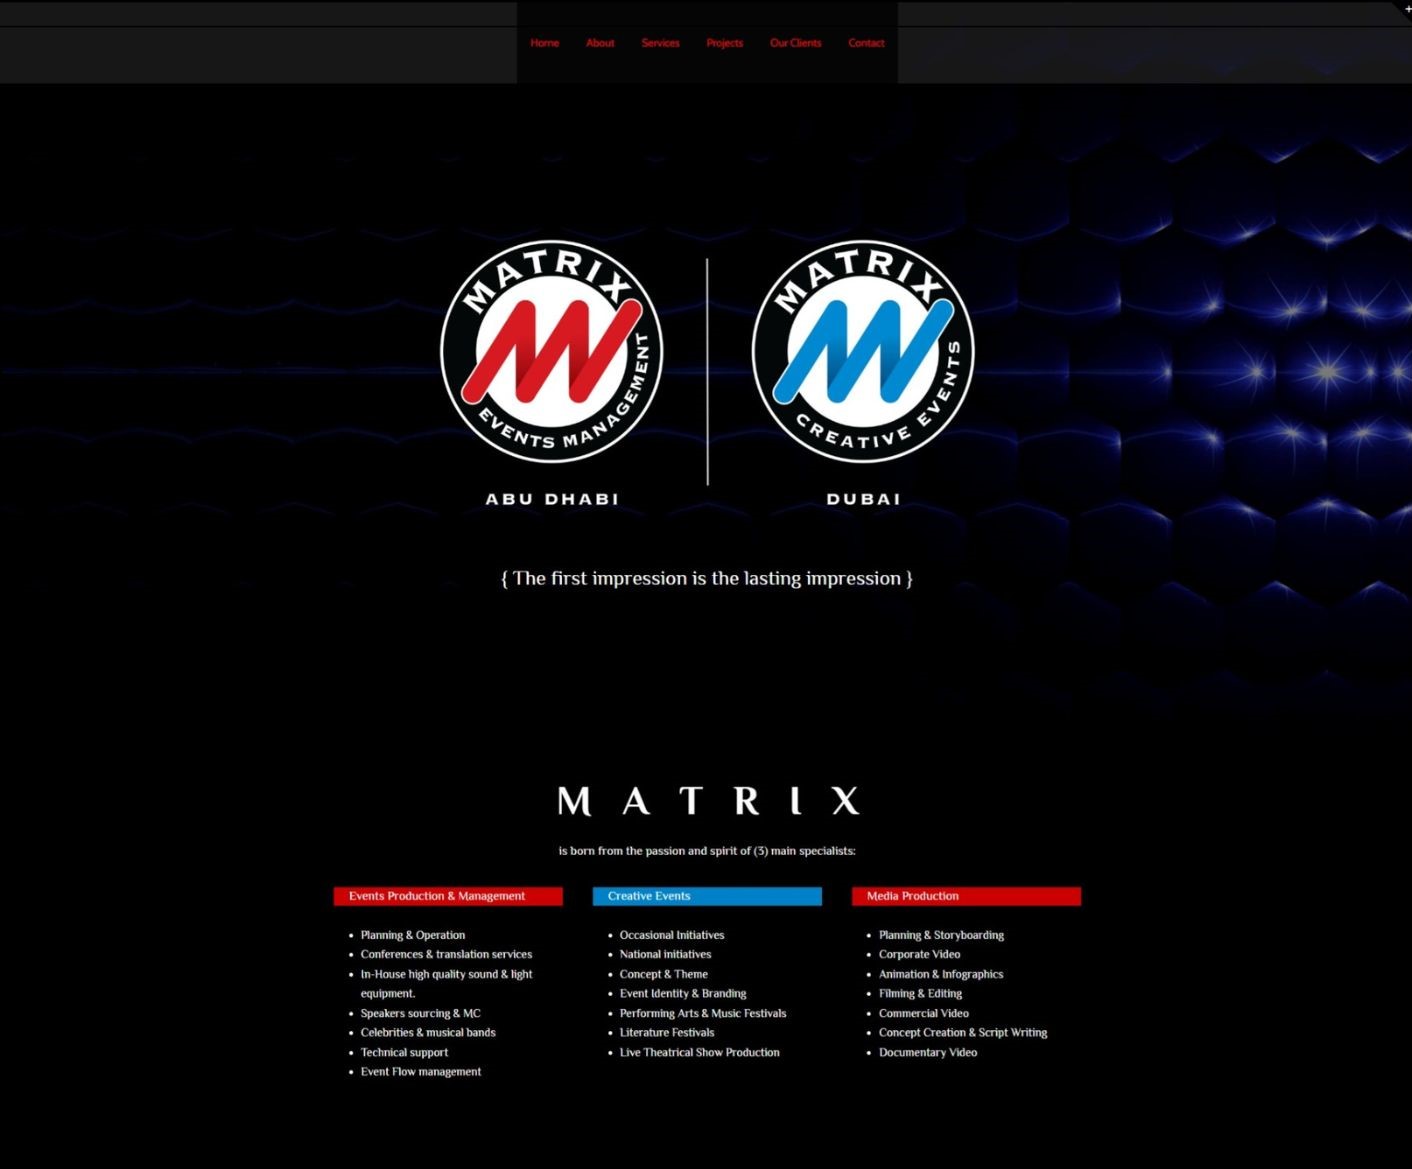 Home About Services Projects Our Clients Contact
MATRIX
EVENTS MANAGEMENT
ABU DHABI
MATRIX
CREATIVE EVENTS
DUBAI
{ The first impression is the lasting impression }
MATRIX
is born from the passion and spirit of (3) main specialists:
Events Production & Management
• Planning & Operation
• Conferences & translation services
• In-House high quality sound & light
equipment.
• Speakers sourcing & MC
• Celebrities & musical bands
• Technical support
• Event Flow management
Creative Events
• Occasional Initiatives
• National initiatives
• Concept & Theme
• Event Identity & Branding
• Performing Arts & Music Festivals
• Literature Festivals
• Live Theatrical Show Production
Media Production
• Planning & Storyboarding
• Corporate Video
• Animation & Infographics
• Filming & Editing
• Commercial Video
• Concept Creation & Script Writing
• Documentary Video